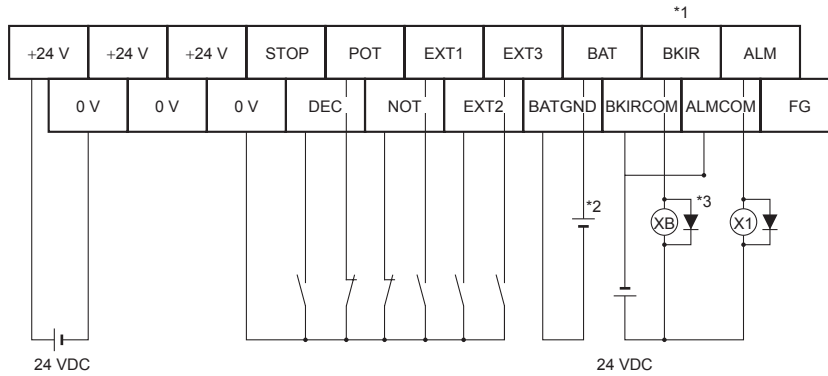 *1
+24 V +24 V +24 V STOP POT EXT1 EXT3 BAT BKIR ALM
0 V 0 V 0 V DEC NOT EXT2 BATGND BKIRCOM ALMCOM FG
*2
*3
XB X1
24 VDC 24 VDC